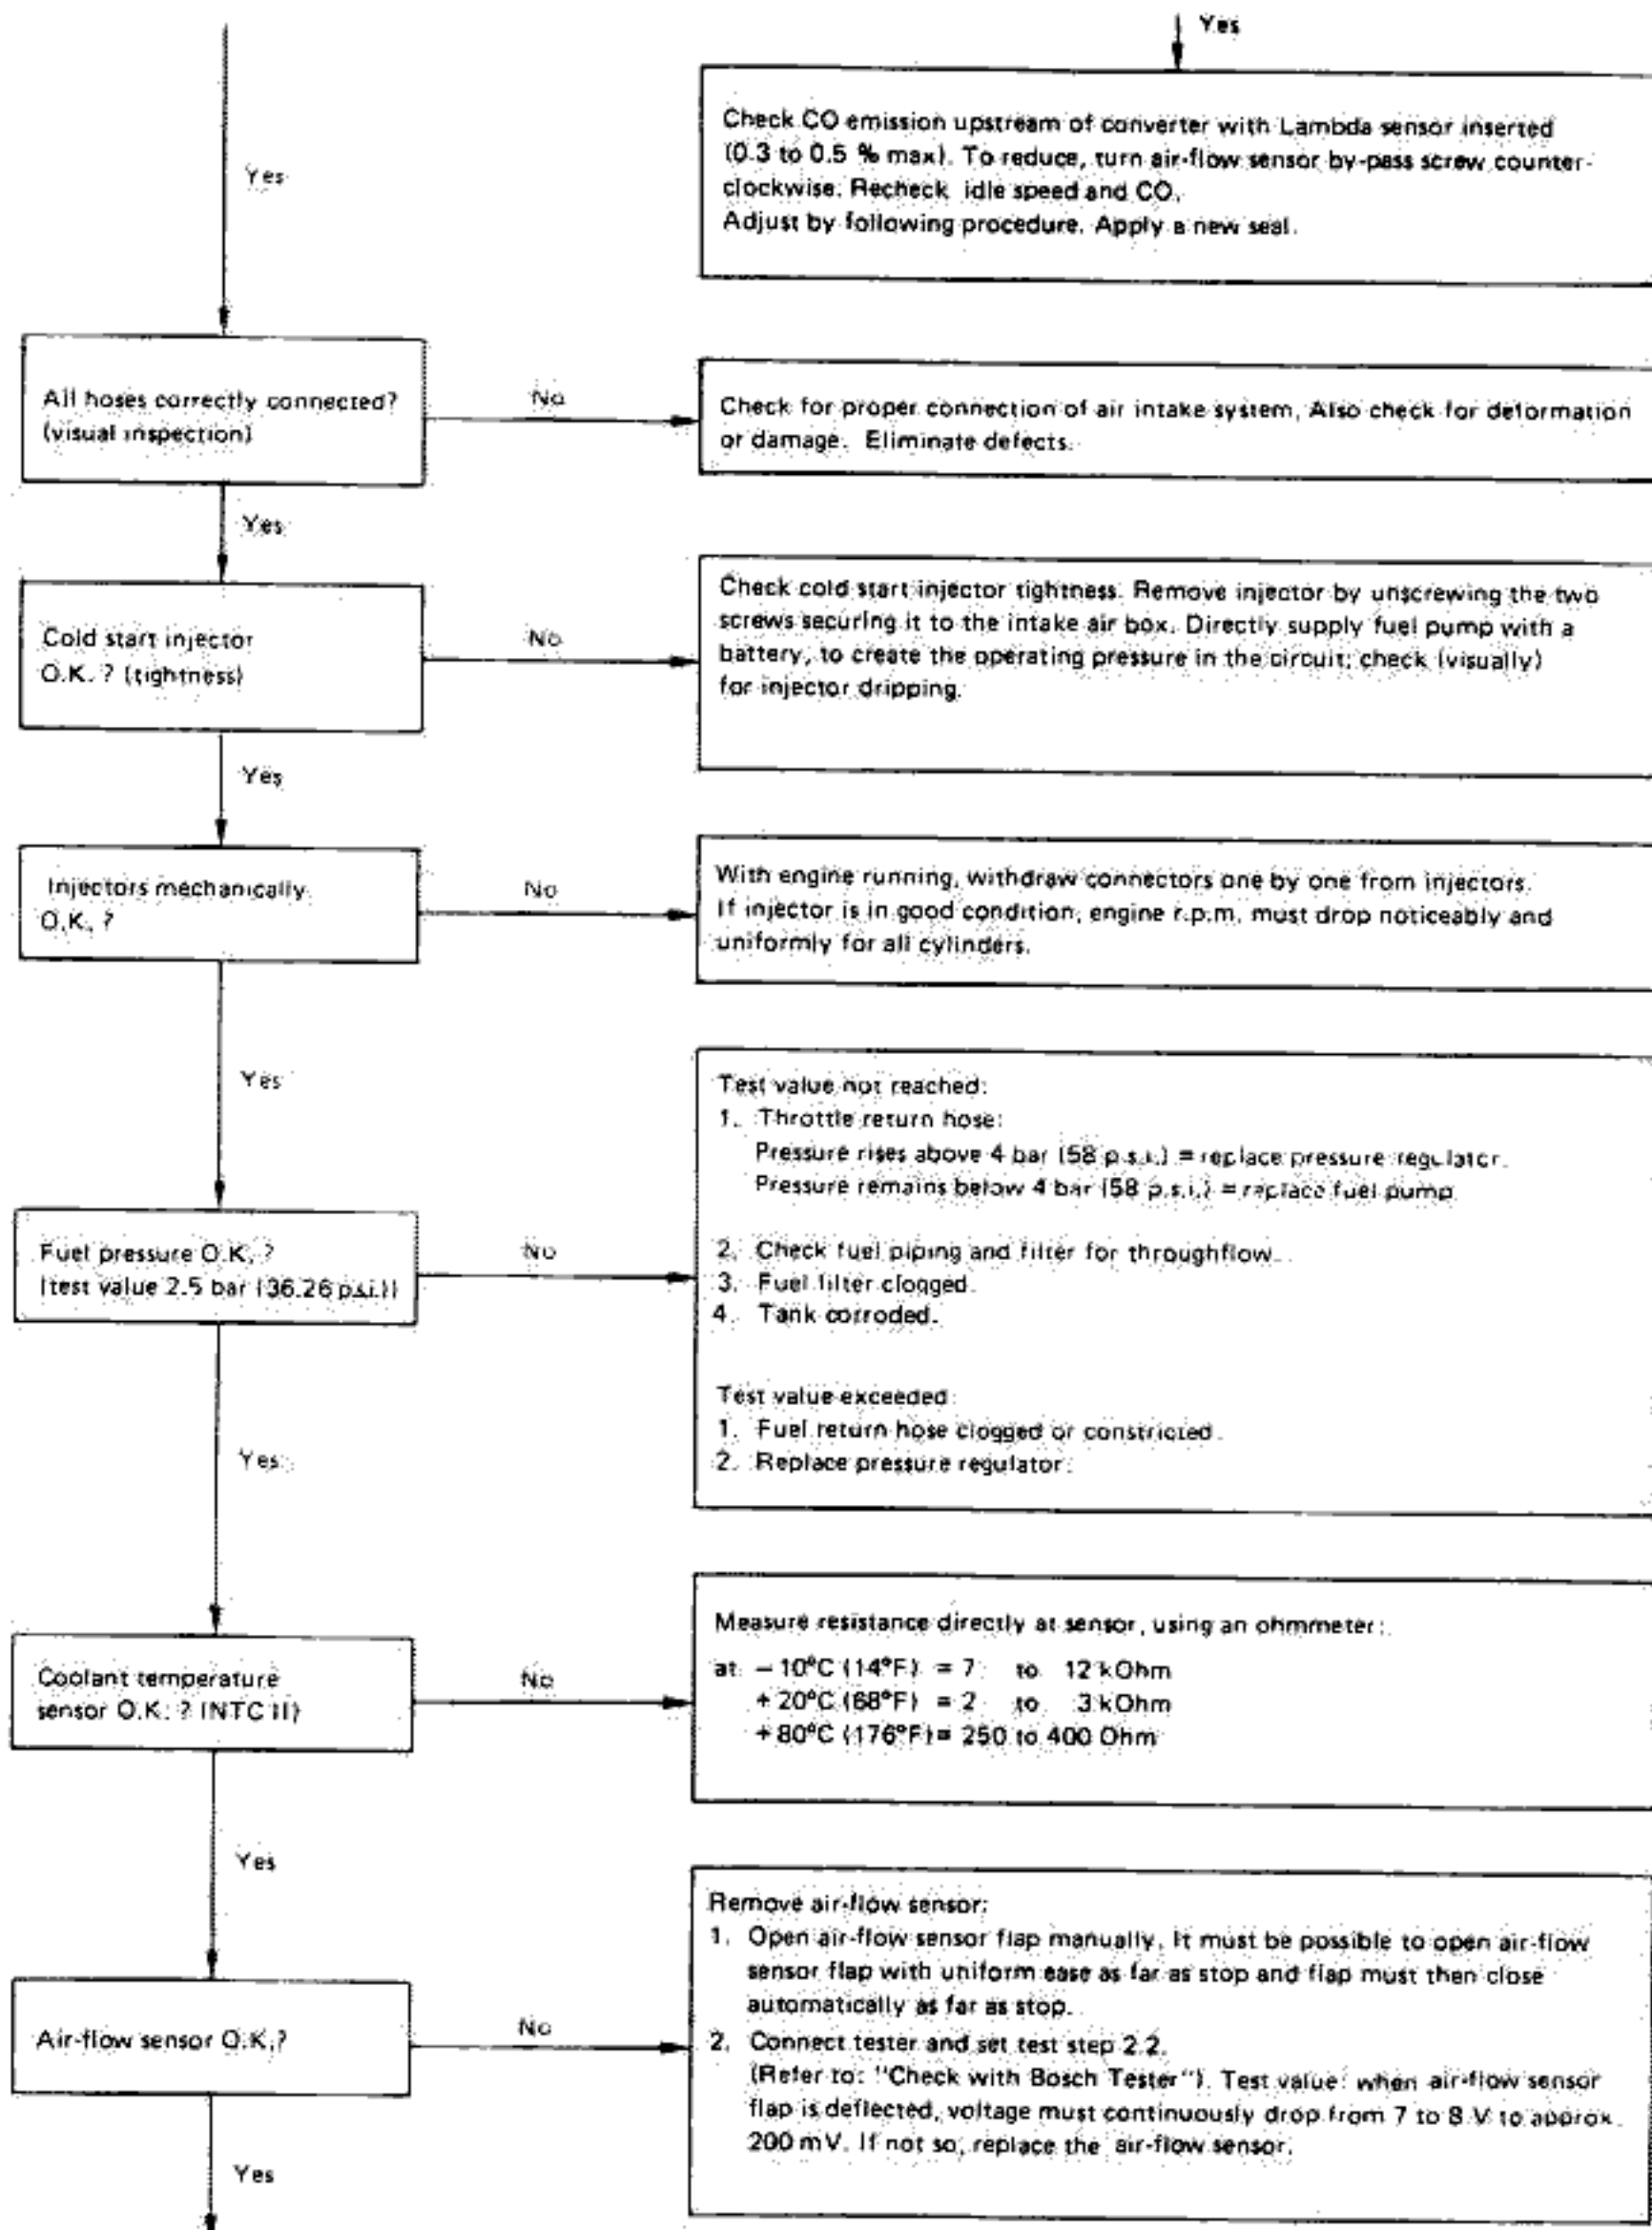 Yes
Check CO emission upstream of converter with Lambda sensor inserted
(0.3 to 0.5 % max). To reduce, turn air-flow sensor by-pass screw counter-
clockwise. Recheck idle speed and CO.
Adjust by following procedure. Apply a new seal.
Yes
All hoses correctly connected?
(visual inspection)
No
Check for proper connection of air intake system, Also check for deformation
or damage. Eliminate defects.
Yes
Cold start injector
O.K. ? (tightness)
No
Check cold start injector tightness. Remove injector by unscrewing the two
screws securing it to the intake air box. Directly supply fuel pump with a
battery, to create the operating pressure in the circuit; check (visually)
for injector dripping.
Yes
Injectors mechanically
O.K. ?
No
With engine running, withdraw connectors one by one from injectors.
If injector is in good condition, engine r.p.m. must drop noticeably and
uniformly for all cylinders.
Yes
Fuel pressure O.K. ?
(test value 2.5 bar (36.26 p.s.i.))
No
Test value not reached:
1. Throttle return hose:
Pressure rises above 4 bar (58 p.s.i.) = replace pressure regulator.
Pressure remains below 4 bar (58 p.s.i.) = replace fuel pump
2. Check fuel piping and filter for throughflow.
3. Fuel filter clogged.
4. Tank corroded.
Test value exceeded:
1. Fuel return hose clogged or constricted.
2. Replace pressure regulator.
Yes
Coolant temperature
sensor O.K. ? (NTC II)
No
Measure resistance directly at sensor, using an ohmmeter:
at – 10°C (14°F) = 7 to 12 kOhm
+ 20°C (68°F) = 2 to 3 kOhm
+ 80°C (176°F) = 250 to 400 Ohm
Yes
Air-flow sensor O.K.?
No
Remove air-flow sensor:
1. Open air-flow sensor flap manually. It must be possible to open air-flow
sensor flap with uniform ease as far as stop and flap must then close
automatically as far as stop.
2. Connect tester and set test step 2.2.
(Refer to: "Check with Bosch Tester"). Test value: when air-flow sensor
flap is deflected, voltage must continuously drop from 7 to 8 V to approx.
200 mV. If not so, replace the air-flow sensor.
Yes